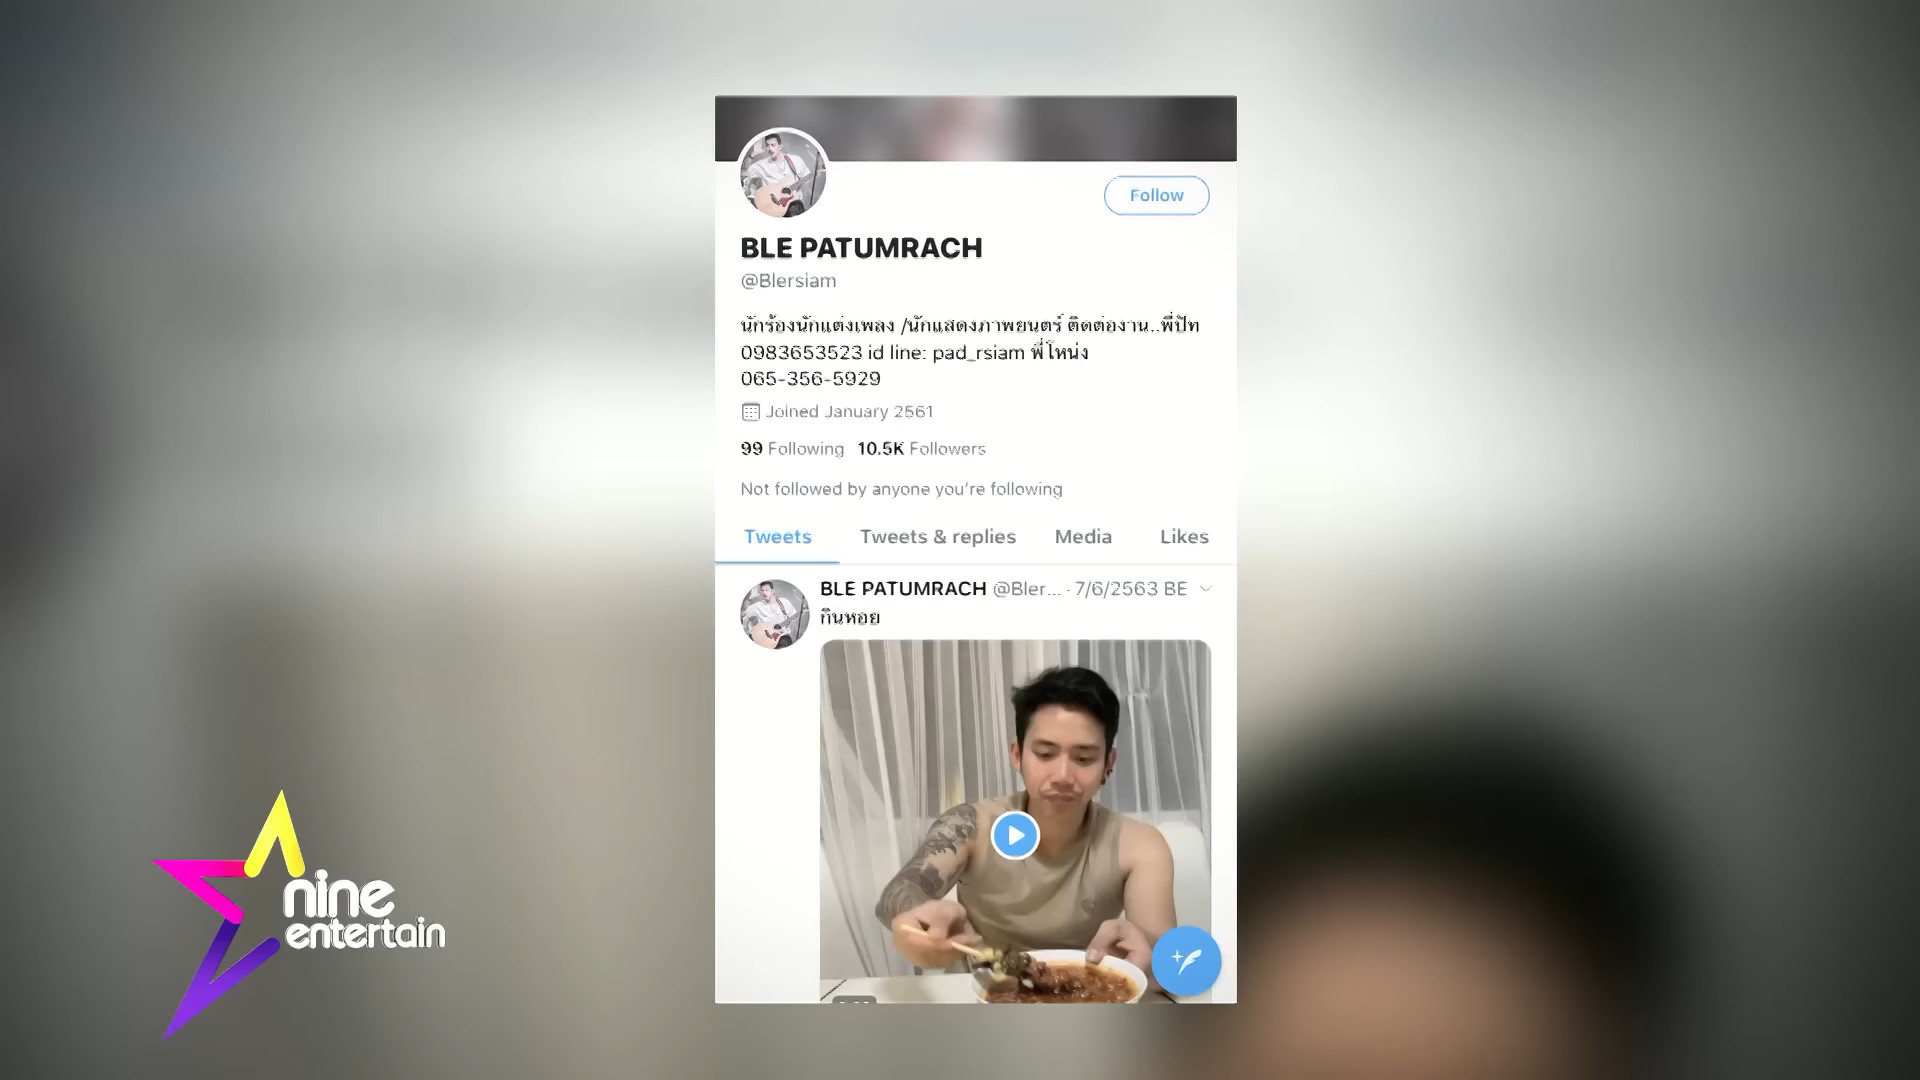 Follow
BLE PATUMRACH
@Blersiam
นักร้องนักแต่งเพลง /นักแสดงภาพยนตร์ ติดต่องาน..พี่ปัท
0983653523 id line: pad_rsiam พี่โหน่ง
065-356-5929
Joined January 2561
99 Following 10.5K Followers
Not followed by anyone you're following
Tweets Tweets & replies Media Likes
BLE PATUMRACH @Bler... · 7/6/2563 BE
กินหอย
nine
entertain